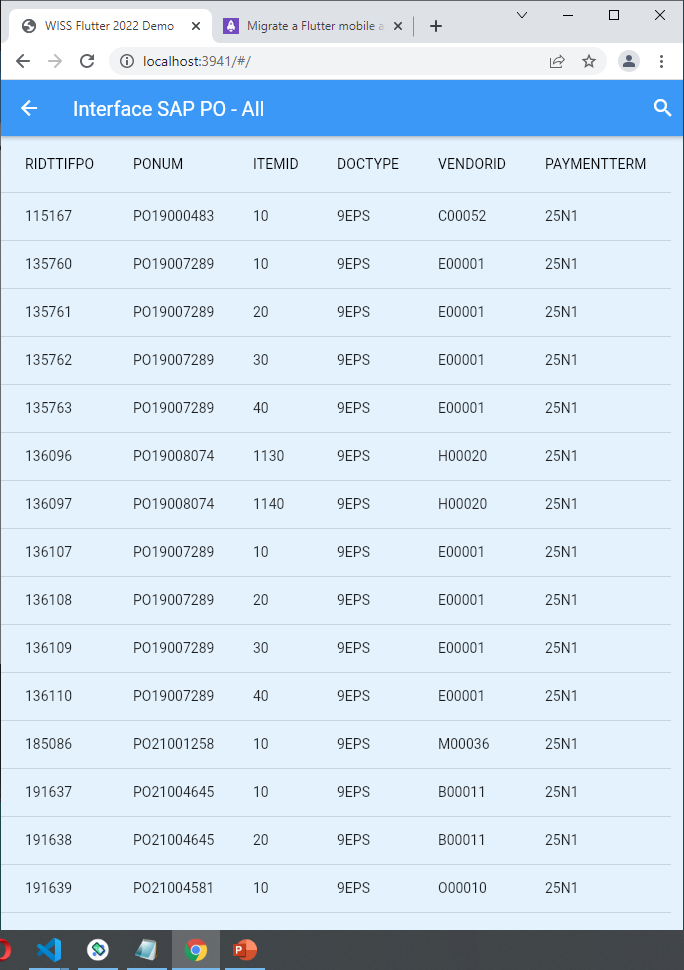 WISS Flutter 2022 Demo
Migrate a Flutter mobile a
localhost:3941/#/
Interface SAP PO - All
RIDTTIFPO PONUM ITEMID DOCTYPE VENDORID PAYMENTTERM
115167 PO19000483 10 9EPS C00052 25N1
135760 PO19007289 10 9EPS E00001 25N1
135761 PO19007289 20 9EPS E00001 25N1
135762 PO19007289 30 9EPS E00001 25N1
135763 PO19007289 40 9EPS E00001 25N1
136096 PO19008074 1130 9EPS H00020 25N1
136097 PO19008074 1140 9EPS H00020 25N1
136107 PO19007289 10 9EPS E00001 25N1
136108 PO19007289 20 9EPS E00001 25N1
136109 PO19007289 30 9EPS E00001 25N1
136110 PO19007289 40 9EPS E00001 25N1
185086 PO21001258 10 9EPS M00036 25N1
191637 PO21004645 10 9EPS B00011 25N1
191638 PO21004645 20 9EPS B00011 25N1
191639 PO21004581 10 9EPS O00010 25N1